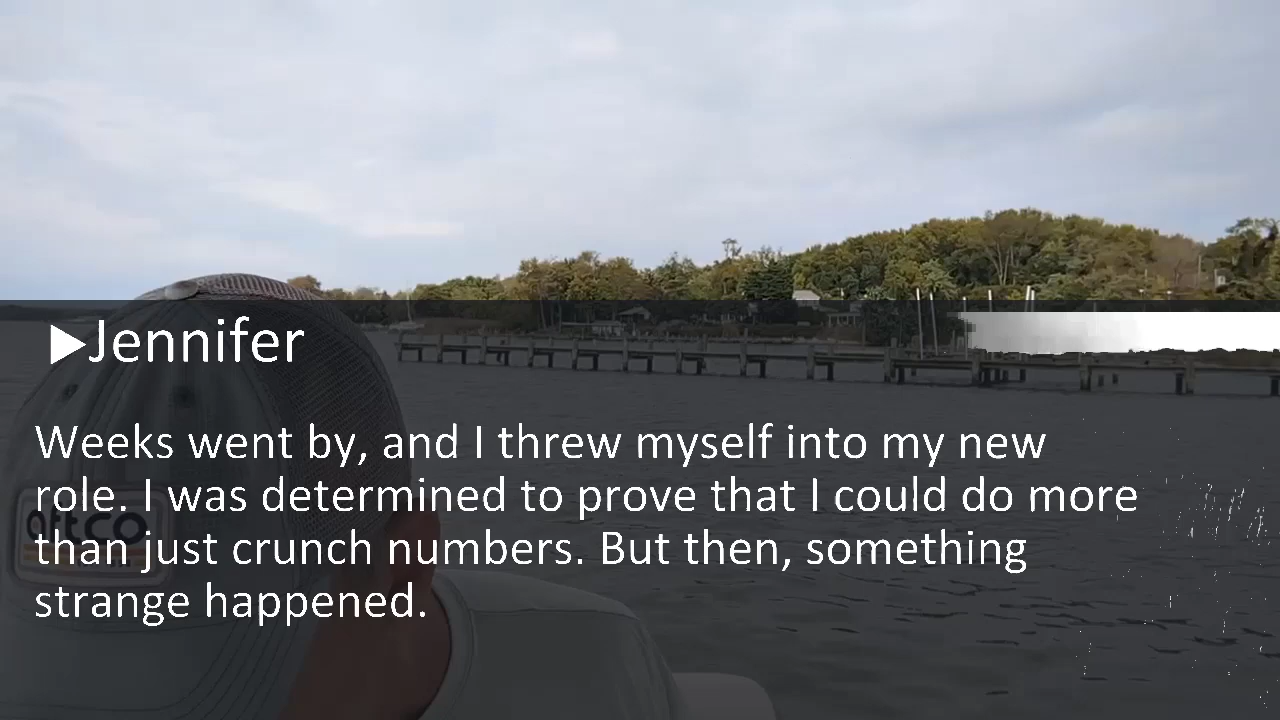 ▶Jennifer
Weeks went by, and I threw myself into my new
role. I was determined to prove that I could do more
than just crunch numbers. But then, something
strange happened.
aftco